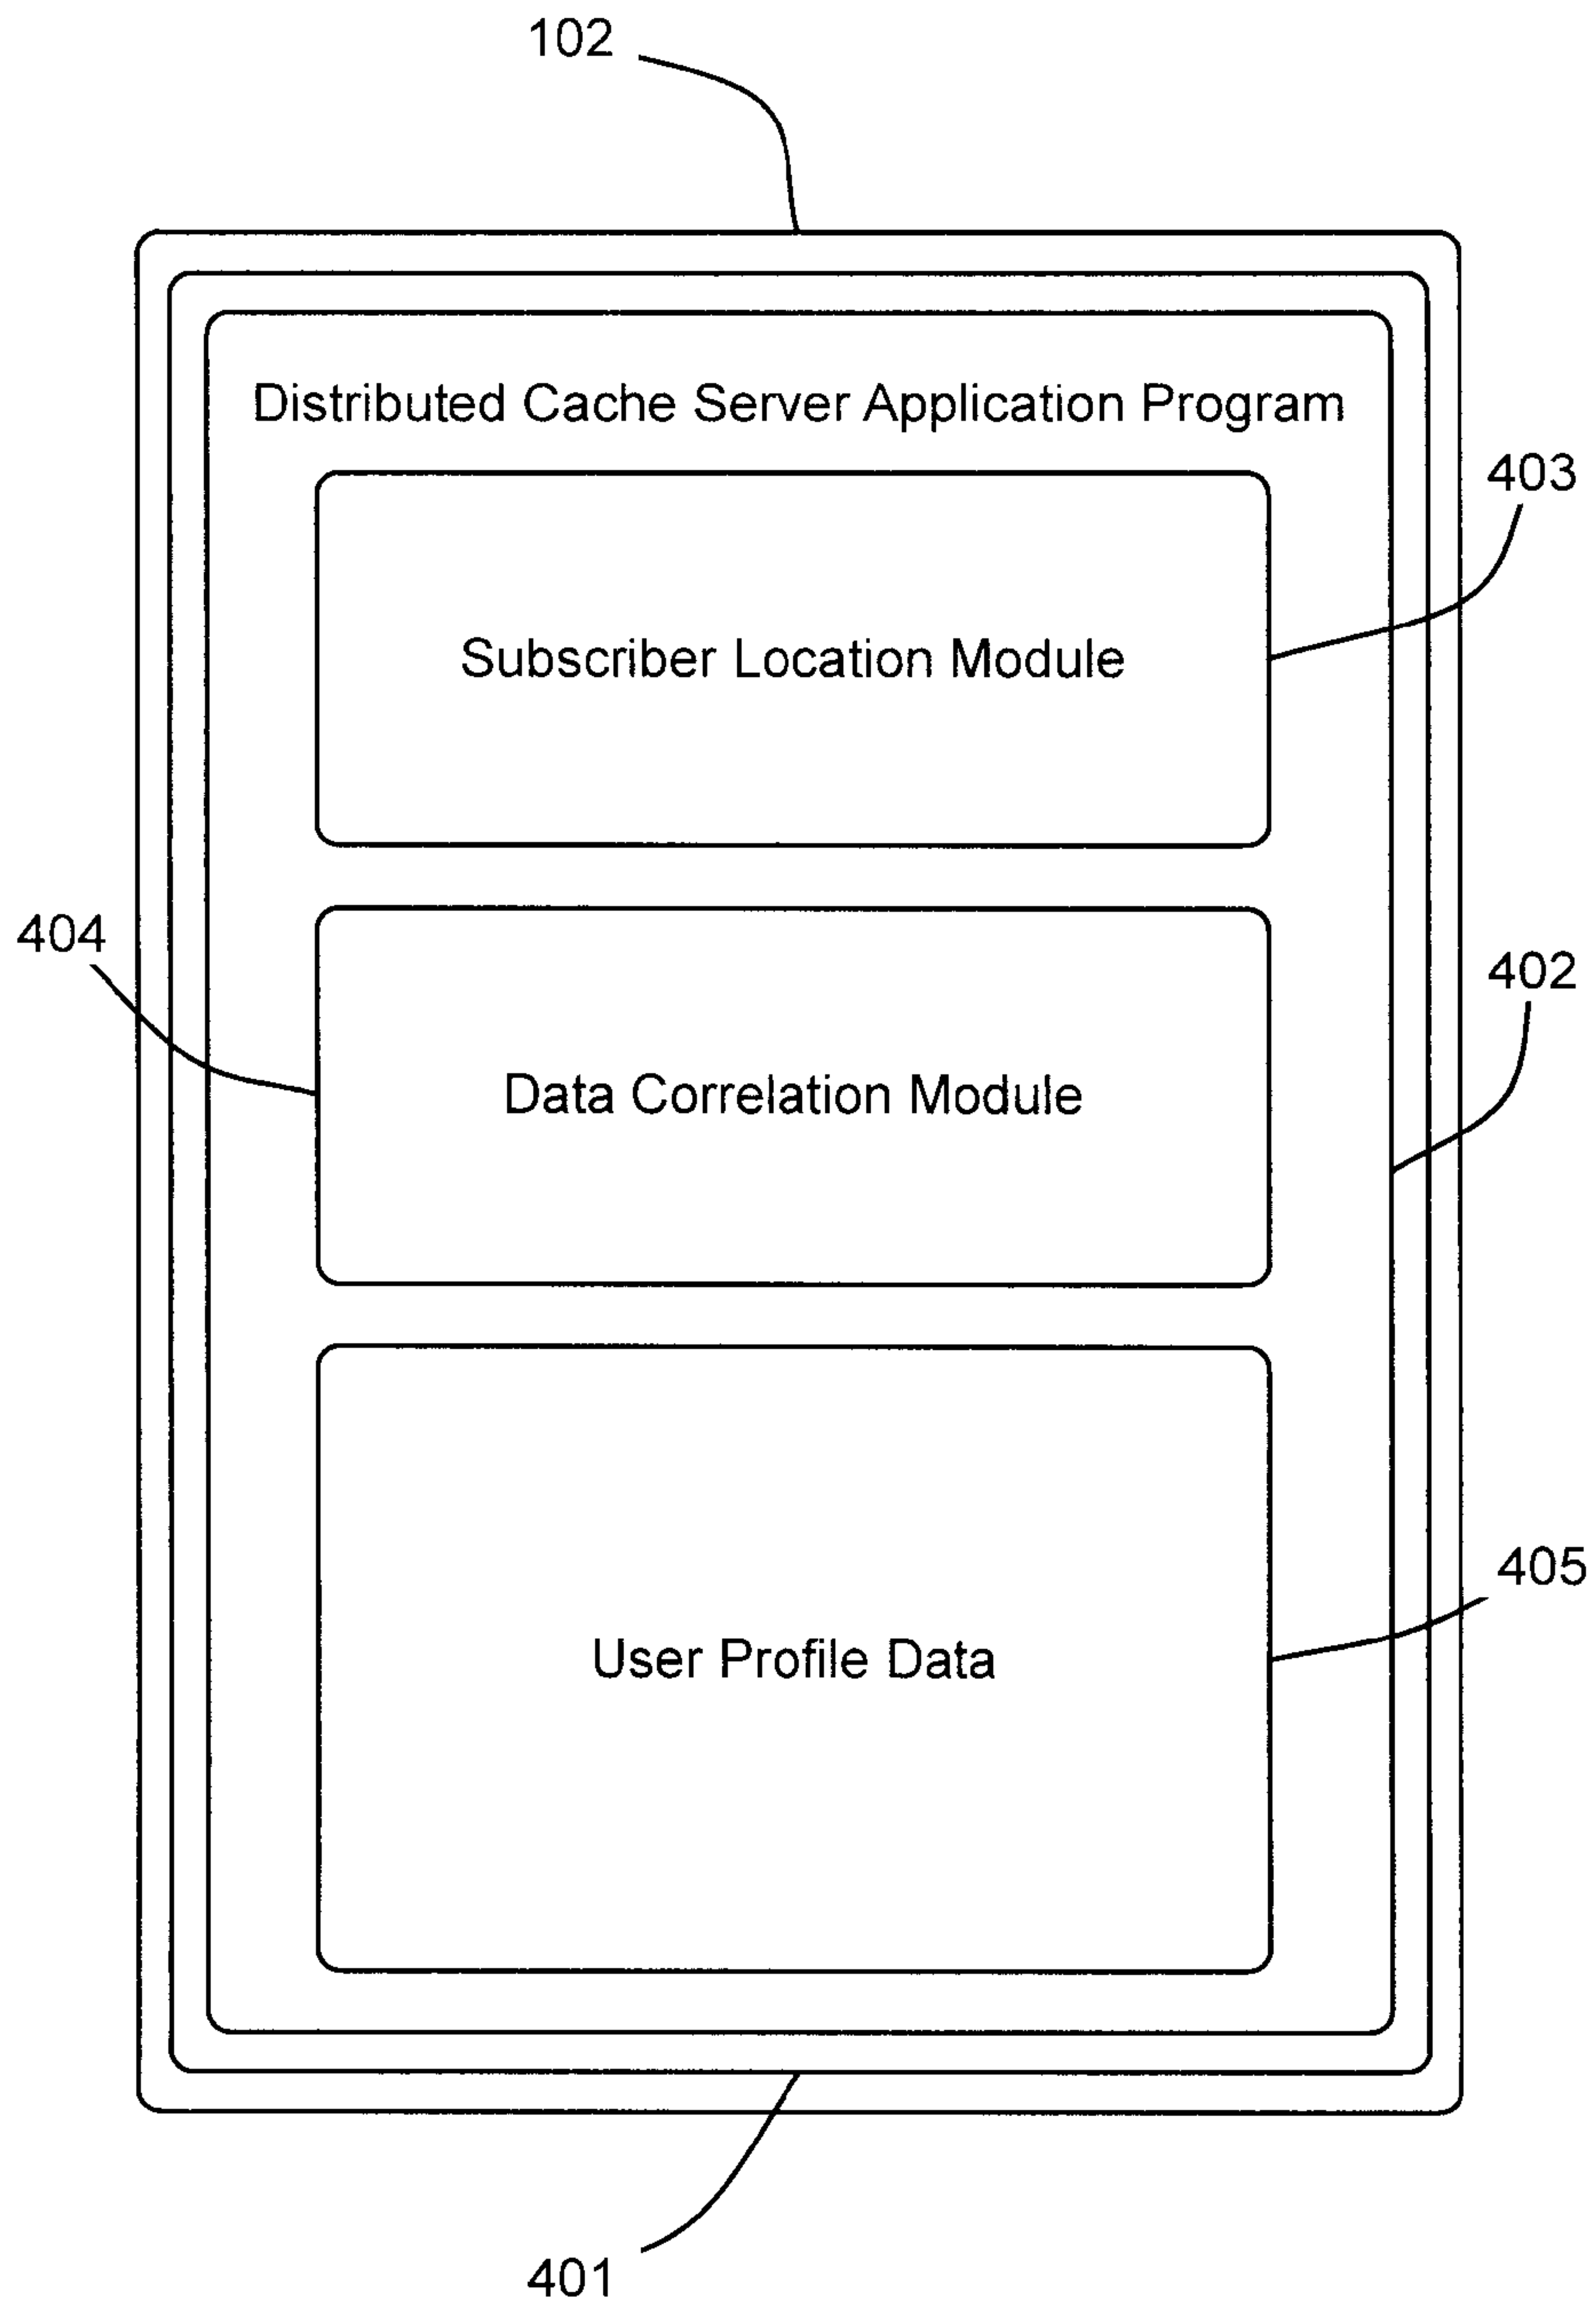 102
Distributed Cache Server Application Program
403
Subscriber Location Module
404
402
Data Correlation Module
405
User Profile Data
401